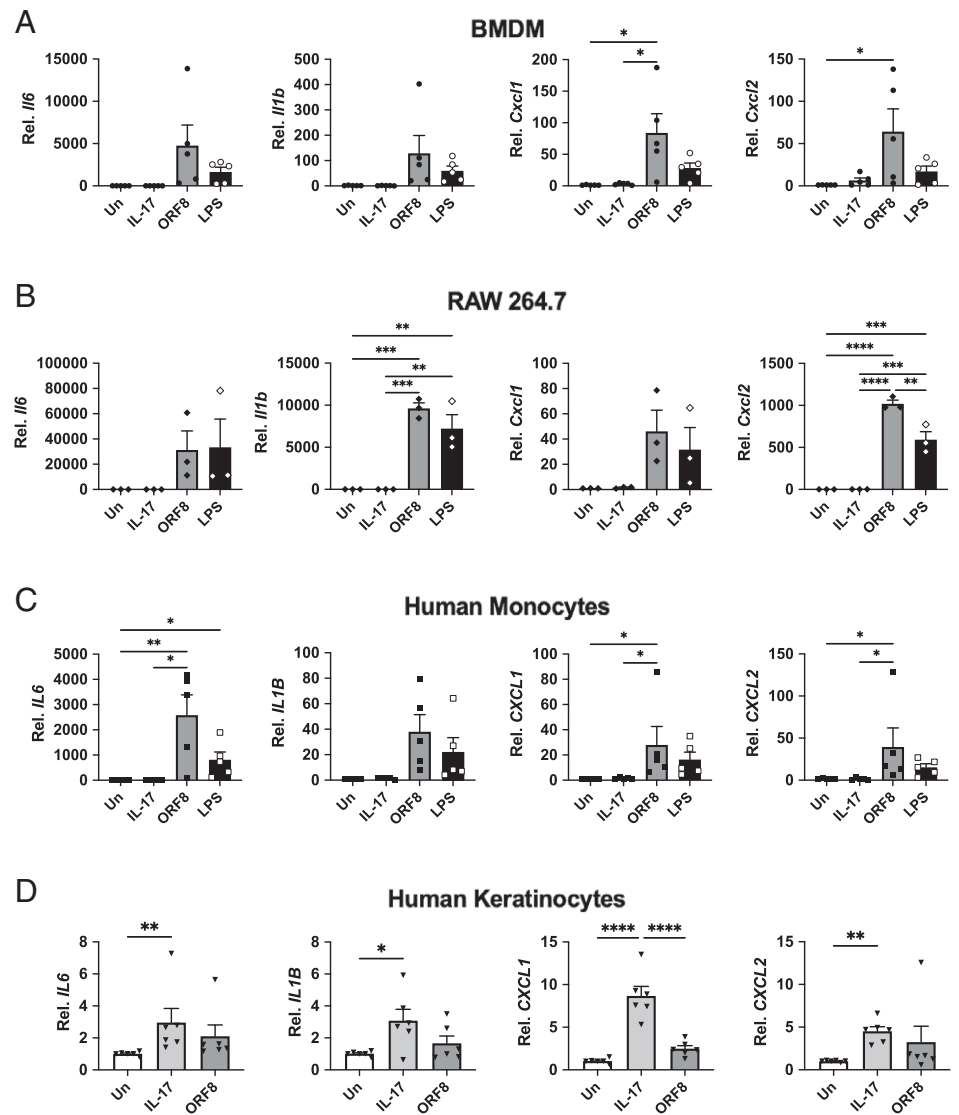 A
BMDM
Rel. Il6
15000
10000
5000
0
Un
IL-17
ORF8
LPS
Rel. Il1b
500
400
300
200
100
0
Un
IL-17
ORF8
LPS
Rel. Cxcl1
200
150
100
50
0
*
*
Un
IL-17
ORF8
LPS
Rel. Cxcl2
150
100
50
0
*
Un
IL-17
ORF8
LPS
B
RAW 264.7
Rel. Il6
100000
80000
60000
40000
20000
0
Un
IL-17
ORF8
LPS
Rel. Il1b
15000
10000
5000
0
**
***
**
***
Un
IL-17
ORF8
LPS
Rel. Cxcl1
100
80
60
40
20
0
Un
IL-17
ORF8
LPS
Rel. Cxcl2
1500
1000
500
0
***
****
***
**** **
Un
IL-17
ORF8
LPS
C
Human Monocytes
Rel. IL6
5000
4000
3000
2000
1000
0
*
**
*
Un
IL-17
ORF8
LPS
Rel. IL1B
100
80
60
40
20
0
Un
IL-17
ORF8
LPS
Rel. CXCL1
100
80
60
40
20
0
*
*
Un
IL-17
ORF8
LPS
Rel. CXCL2
150
100
50
0
*
*
Un
IL-17
ORF8
LPS
D
Human Keratinocytes
Rel. IL6
8
6
4
2
0
**
Un
IL-17
ORF8
Rel. IL1B
8
6
4
2
0
*
Un
IL-17
ORF8
Rel. CXCL1
15
10
5
0
**** ****
Un
IL-17
ORF8
Rel. CXCL2
15
10
5
0
**
Un
IL-17
ORF8